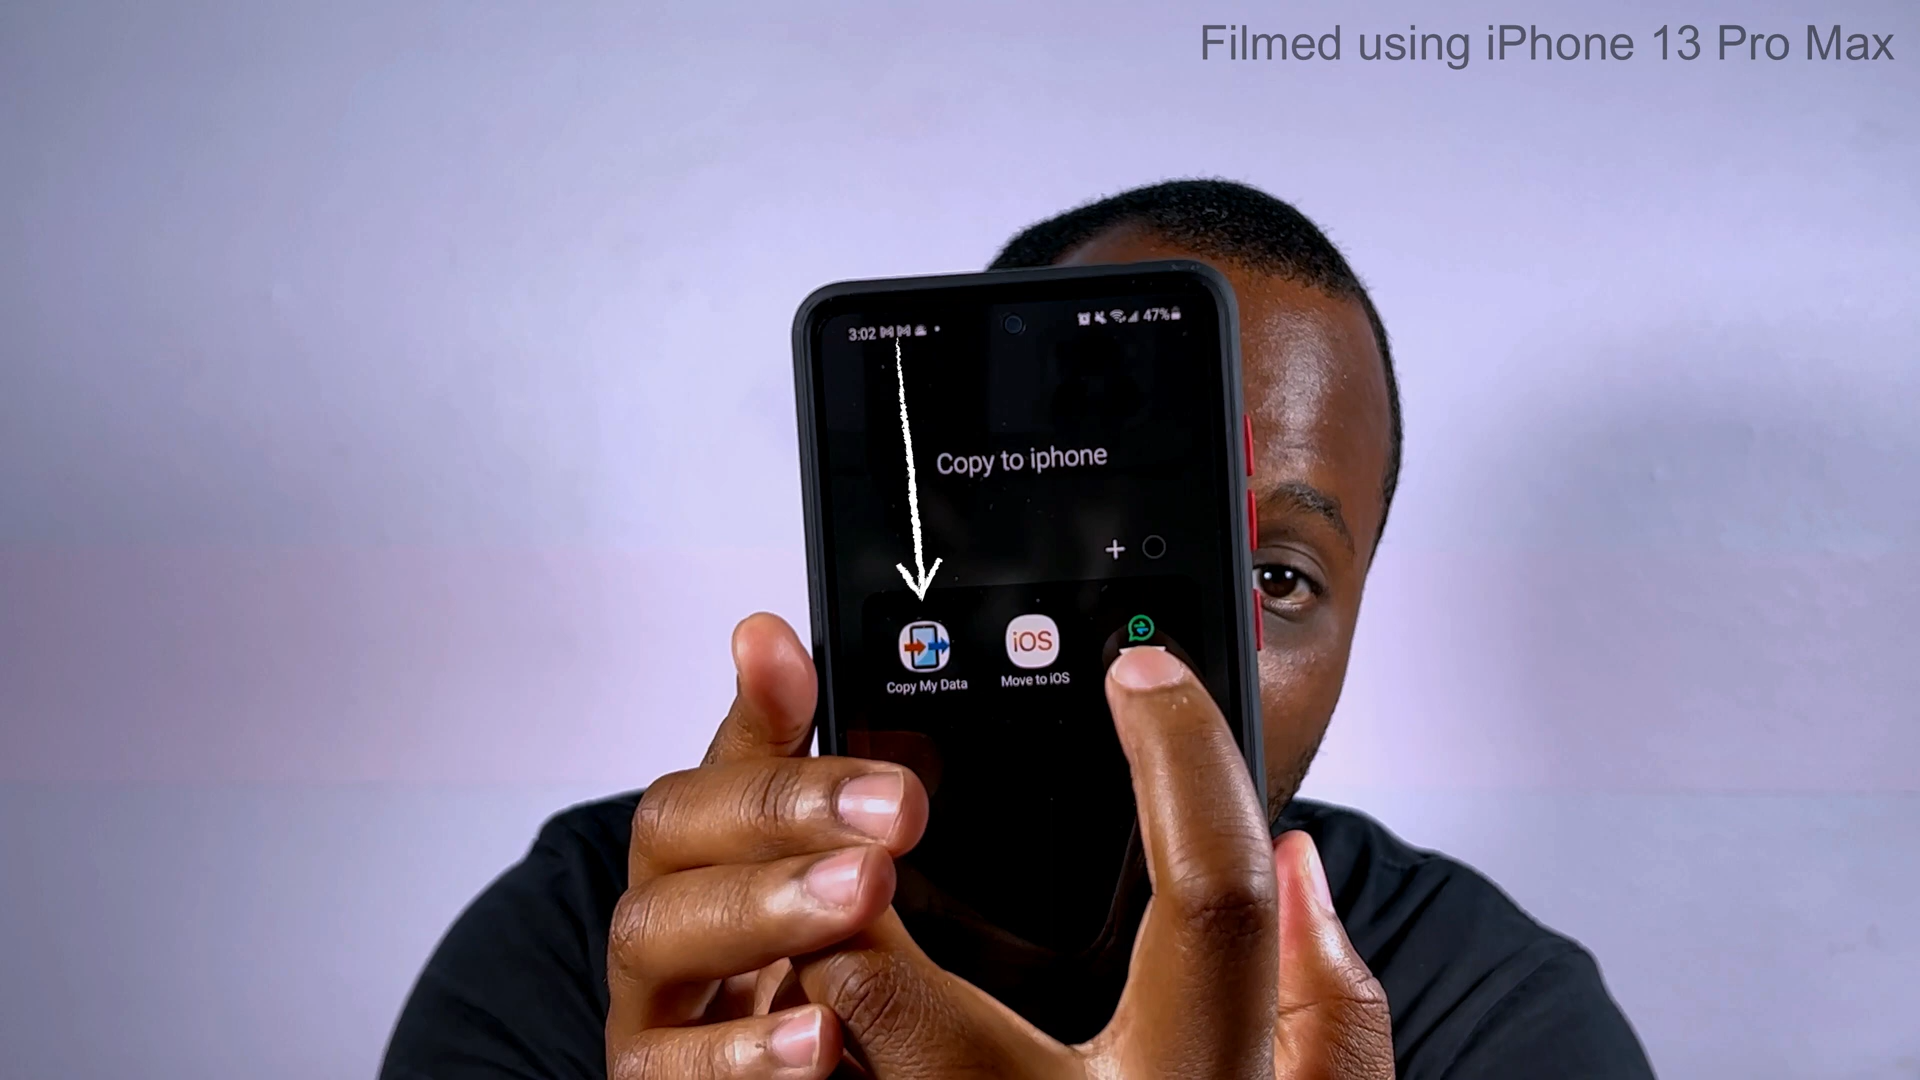 Filmed using iPhone 13 Pro Max
3:02
47%
Copy to iphone
iOS
Copy My Data
Move to iOS